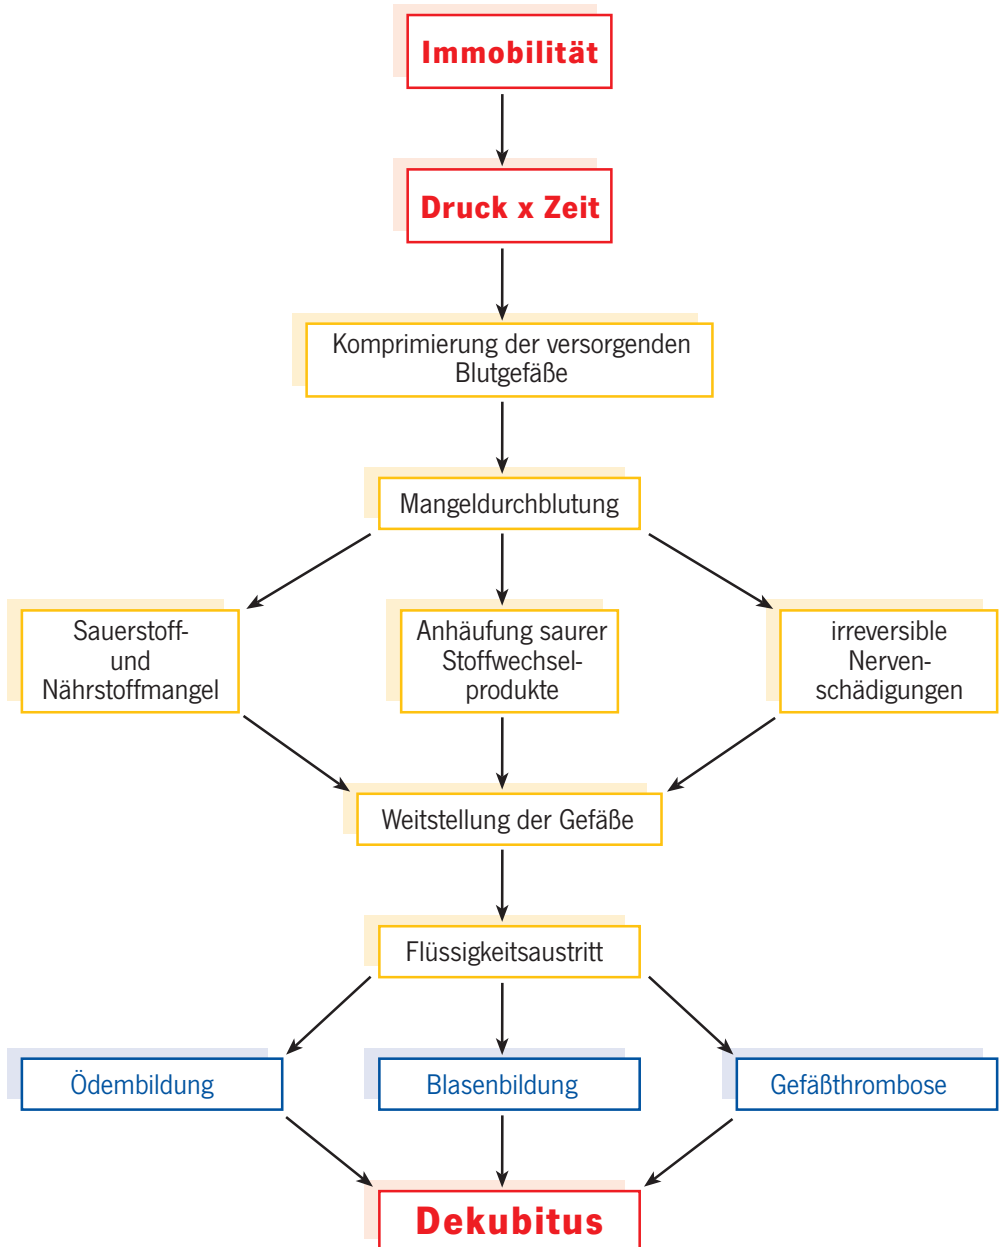 Immobilität
Druck x Zeit
Komprimierung der versorgenden
Blutgefäße
Mangeldurchblutung
Sauerstoff-
und
Nährstoffmangel
Anhäufung saurer
Stoffwechsel-
produkte
irreversible
Nerven-
schädigungen
Weitstellung der Gefäße
Flüssigkeitsaustritt
Ödembildung
Blasenbildung
Gefäßthrombose
Dekubitus